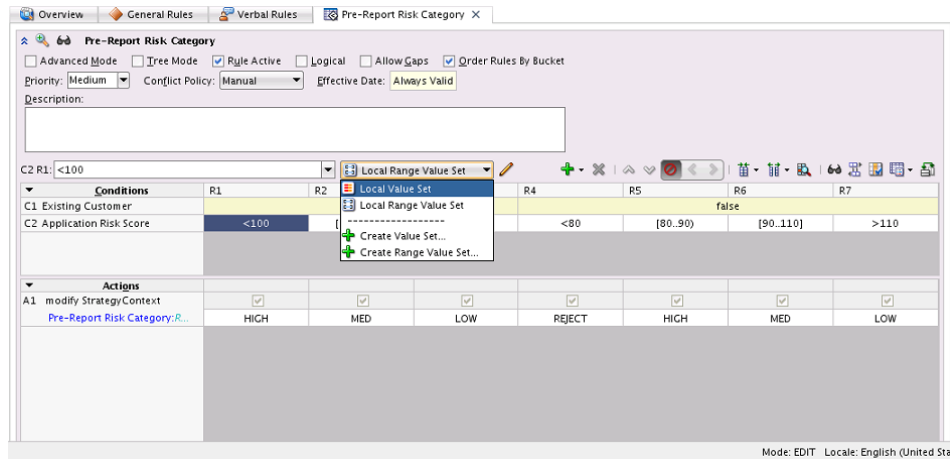 Overview General Rules Verbal Rules Pre-Report Risk Category
Pre-Report Risk Category
Advanced Mode Tree Mode Rule Active Logical Allow Gaps Order Rules By Bucket
Priority: Medium Conflict Policy: Manual Effective Date: Always Valid
Description:
C2 R1: <100 Local Range Value Set
Conditions R1 R2 R4 R5 R6 R7
Local Value Set
C1 Existing Customer false
Local Range Value Set
C2 Application Risk Score <100 [ <80 [80..90) [90..110] >110
--------------------
Create Value Set...
Create Range Value Set...
Actions
A1 modify StrategyContext
Pre-Report Risk Category:R... HIGH MED LOW REJECT HIGH MED LOW
Mode: EDIT Locale: English (United Sta